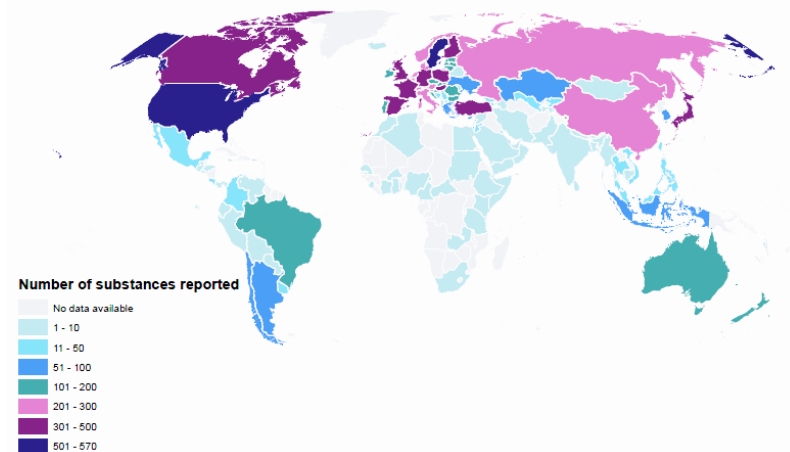 Number of substances reported
No data available
1 - 10
11 - 50
51 - 100
101 - 200
201 - 300
301 - 500
501 - 570